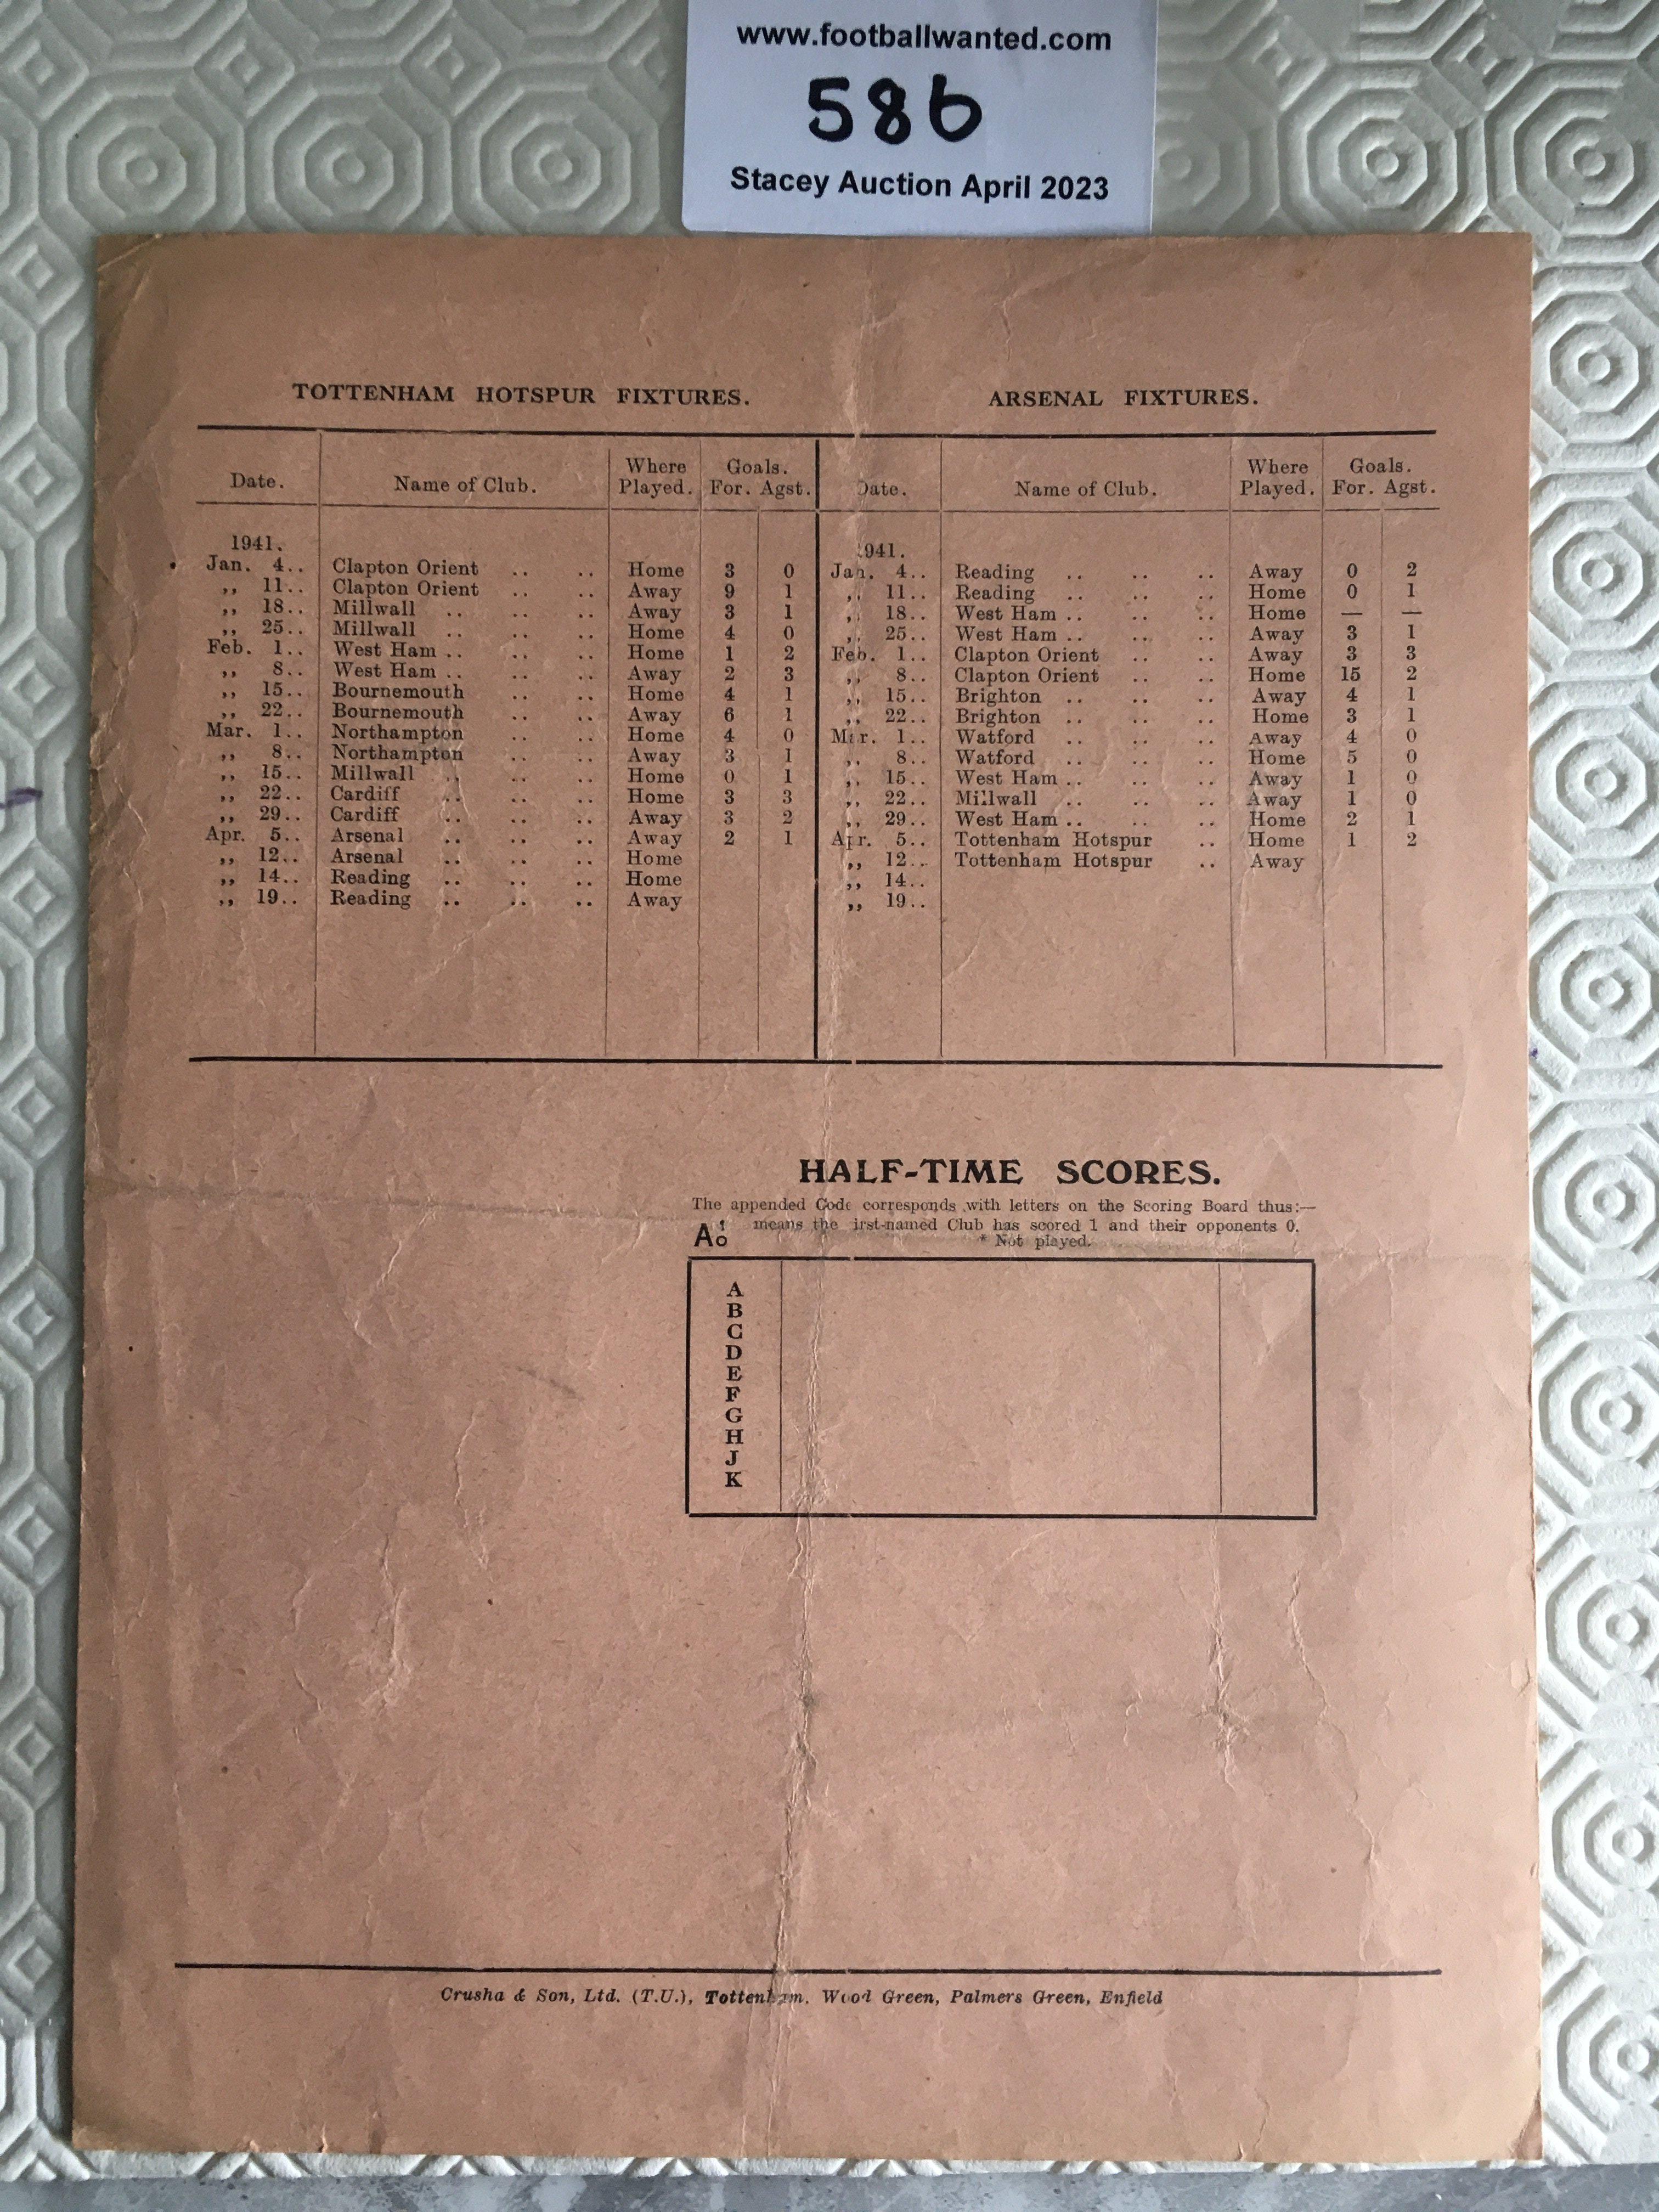 www.footballwanted.com
586
Stacey Auction April 2023
TOTTENHAM HOTSPUR FIXTURES.
Date. Name of Club. Where Played. Goals. For. Agst.
1941.
Jan. 4.. Clapton Orient .. .. Home 3 0
,, 11.. Clapton Orient .. .. Away 9 1
,, 18.. Millwall .. .. .. Away 3 1
,, 25.. Millwall .. .. .. Home 4 0
Feb. 1.. West Ham .. .. .. Home 1 2
,, 8.. West Ham .. .. .. Away 2 3
,, 15.. Bournemouth .. .. Home 4 1
,, 22.. Bournemouth .. .. Away 6 1
Mar. 1.. Northampton .. .. Home 4 0
,, 8.. Northampton .. .. Away 3 1
,, 15.. Millwall .. .. .. Home 0 1
,, 22.. Cardiff .. .. .. Home 3 3
,, 29.. Cardiff .. .. .. Away 3 2
Apr. 5.. Arsenal .. .. .. Away 2 1
,, 12.. Arsenal .. .. .. Home
,, 14.. Reading .. .. .. Home
,, 19.. Reading .. .. .. Away
ARSENAL FIXTURES.
Date. Name of Club. Where Played. Goals. For. Agst.
1941.
Jan. 4.. Reading .. .. .. Away 0 2
,, 11.. Reading .. .. .. Home 0 1
,, 18.. West Ham .. .. .. Home — —
,, 25.. West Ham .. .. .. Away 3 1
Feb. 1.. Clapton Orient .. .. Away 3 3
,, 8.. Clapton Orient .. .. Home 15 2
,, 15.. Brighton .. .. .. Away 4 1
,, 22.. Brighton .. .. .. Home 3 1
Mar. 1.. Watford .. .. .. Away 4 0
,, 8.. Watford .. .. .. Home 5 0
,, 15.. West Ham .. .. .. Away 1 0
,, 22.. Millwall .. .. .. Away 1 0
,, 29.. West Ham .. .. .. Home 2 1
Apr. 5.. Tottenham Hotspur .. Home 1 2
,, 12.. Tottenham Hotspur .. Away
,, 14..
,, 19..
HALF-TIME SCORES.
The appended Code corresponds with letters on the Scoring Board thus:—
A 1 0 means the first-named Club has scored 1 and their opponents 0.
* Not played.
A
B
C
D
E
F
G
H
J
K
Crusha & Son, Ltd. (T.U.), Tottenham, Wood Green, Palmers Green, Enfield